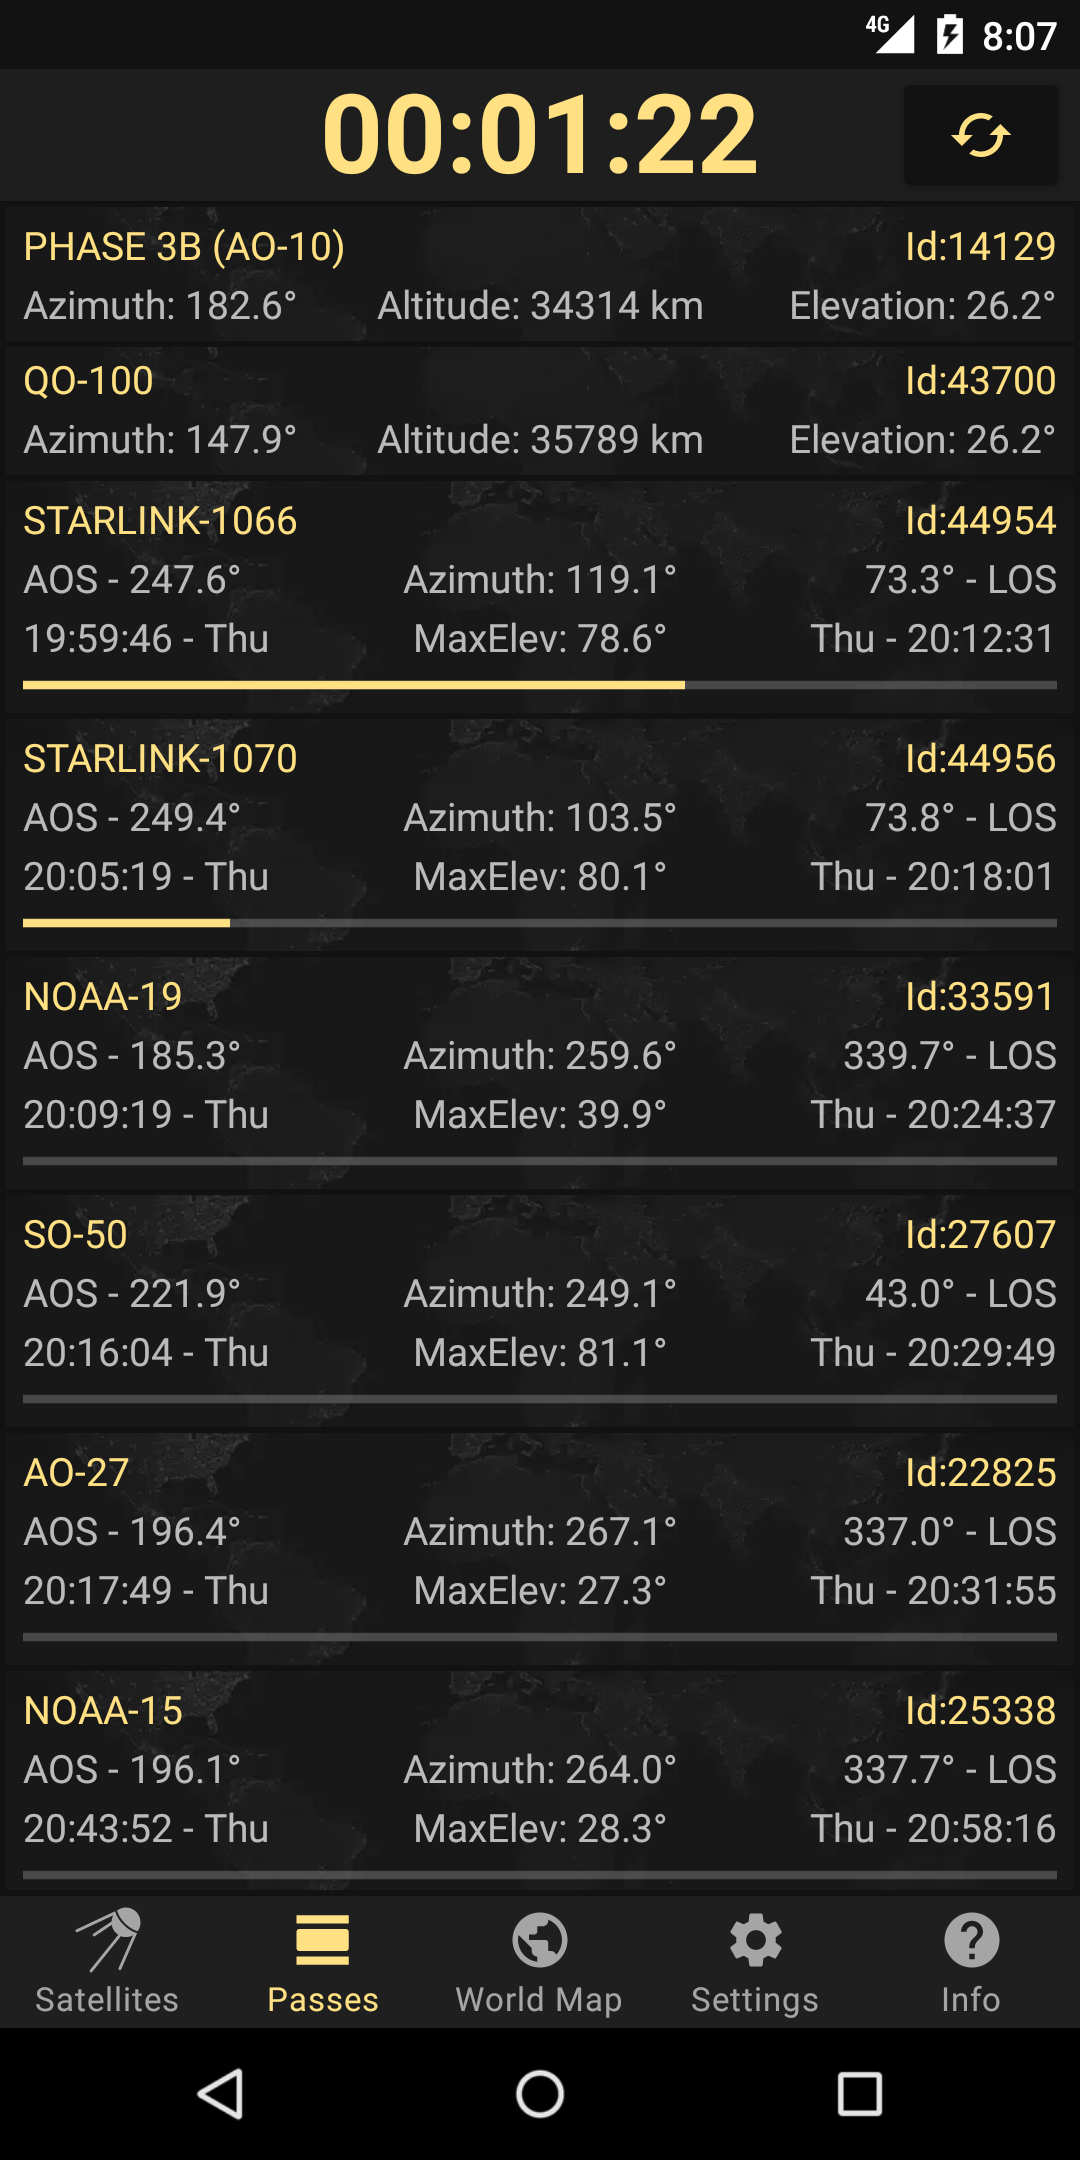 4G 8:07
00:01:22
PHASE 3B (AO-10) Id:14129
Azimuth: 182.6° Altitude: 34314 km Elevation: 26.2°
QO-100 Id:43700
Azimuth: 147.9° Altitude: 35789 km Elevation: 26.2°
STARLINK-1066 Id:44954
AOS - 247.6° Azimuth: 119.1° 73.3° - LOS
19:59:46 - Thu MaxElev: 78.6° Thu - 20:12:31
STARLINK-1070 Id:44956
AOS - 249.4° Azimuth: 103.5° 73.8° - LOS
20:05:19 - Thu MaxElev: 80.1° Thu - 20:18:01
NOAA-19 Id:33591
AOS - 185.3° Azimuth: 259.6° 339.7° - LOS
20:09:19 - Thu MaxElev: 39.9° Thu - 20:24:37
SO-50 Id:27607
AOS - 221.9° Azimuth: 249.1° 43.0° - LOS
20:16:04 - Thu MaxElev: 81.1° Thu - 20:29:49
AO-27 Id:22825
AOS - 196.4° Azimuth: 267.1° 337.0° - LOS
20:17:49 - Thu MaxElev: 27.3° Thu - 20:31:55
NOAA-15 Id:25338
AOS - 196.1° Azimuth: 264.0° 337.7° - LOS
20:43:52 - Thu MaxElev: 28.3° Thu - 20:58:16
Satellites Passes World Map Settings Info